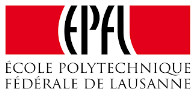 EPFL
ÉCOLE POLYTECHNIQUE
FÉDÉRALE DE LAUSANNE